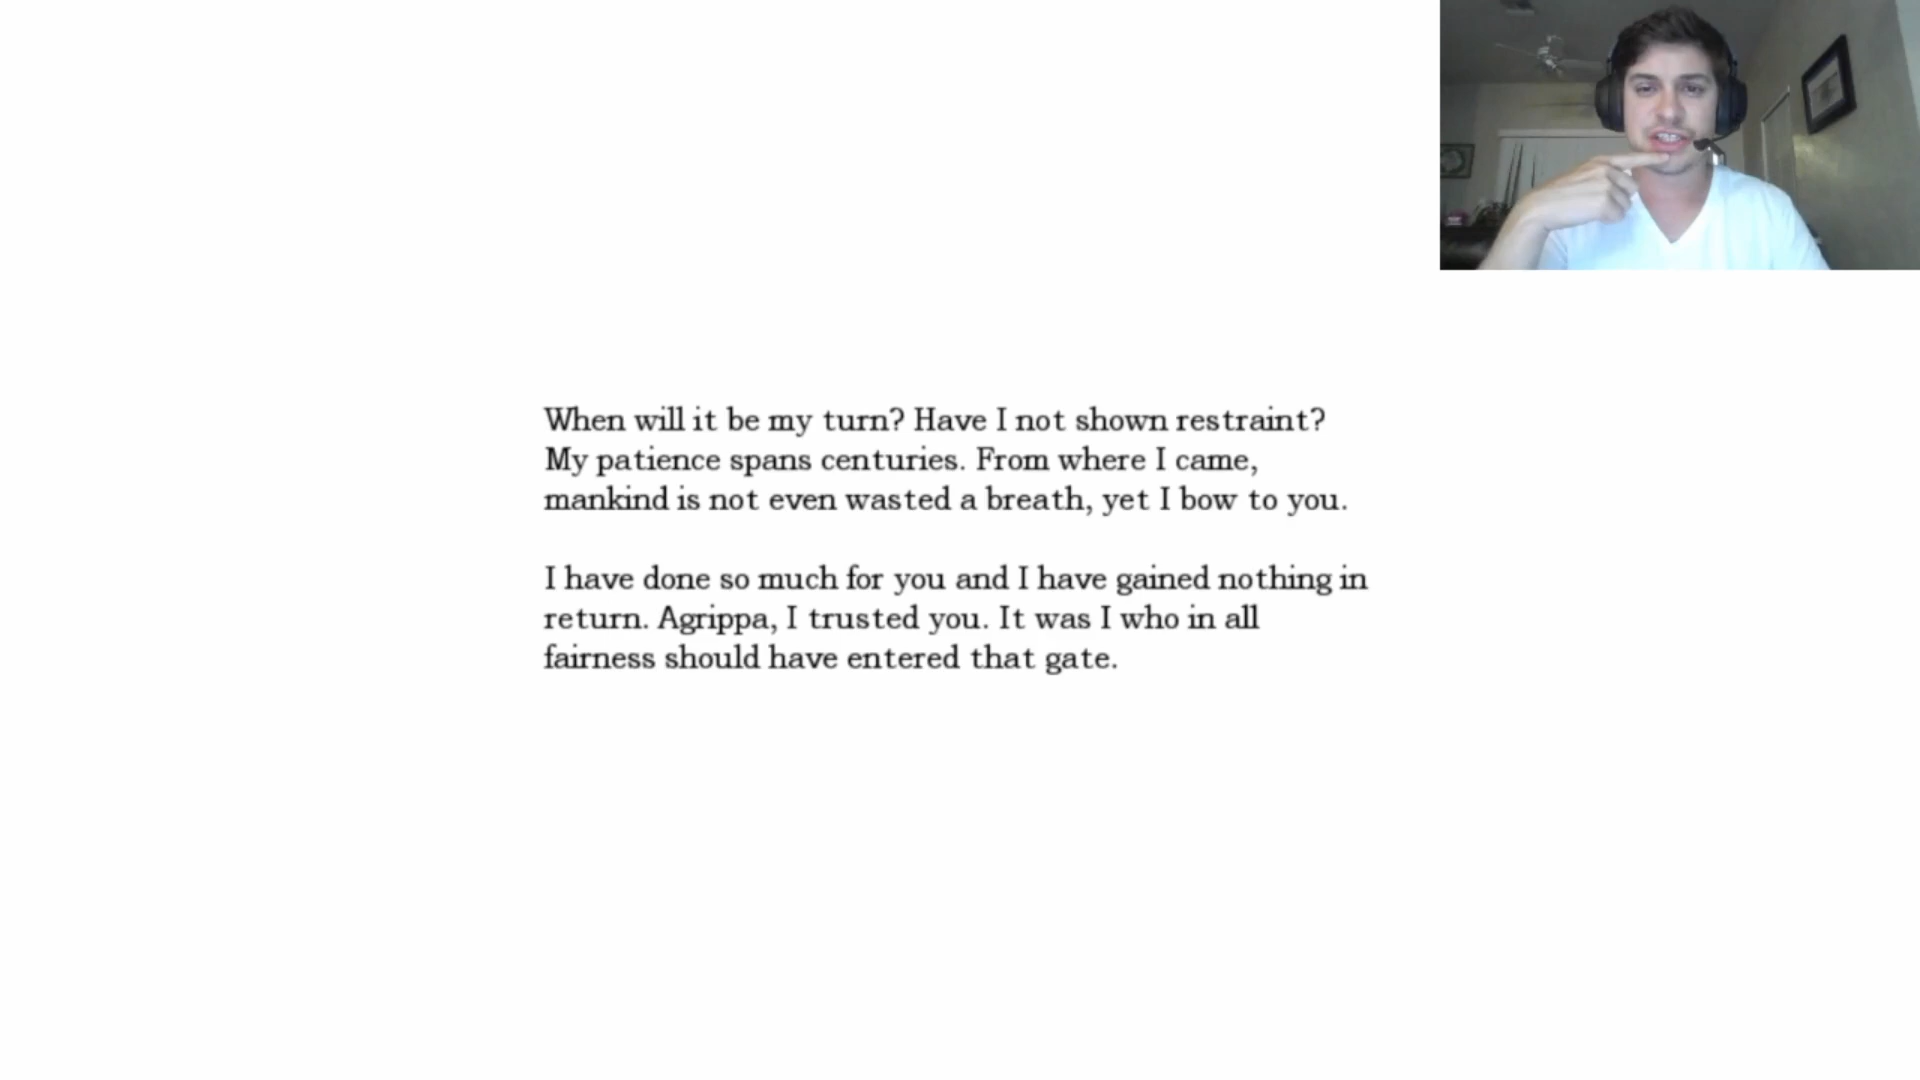 When will it be my turn? Have I not shown restraint?
My patience spans centuries. From where I came,
mankind is not even wasted a breath, yet I bow to you.
I have done so much for you and I have gained nothing in
return. Agrippa, I trusted you. It was I who in all
fairness should have entered that gate.